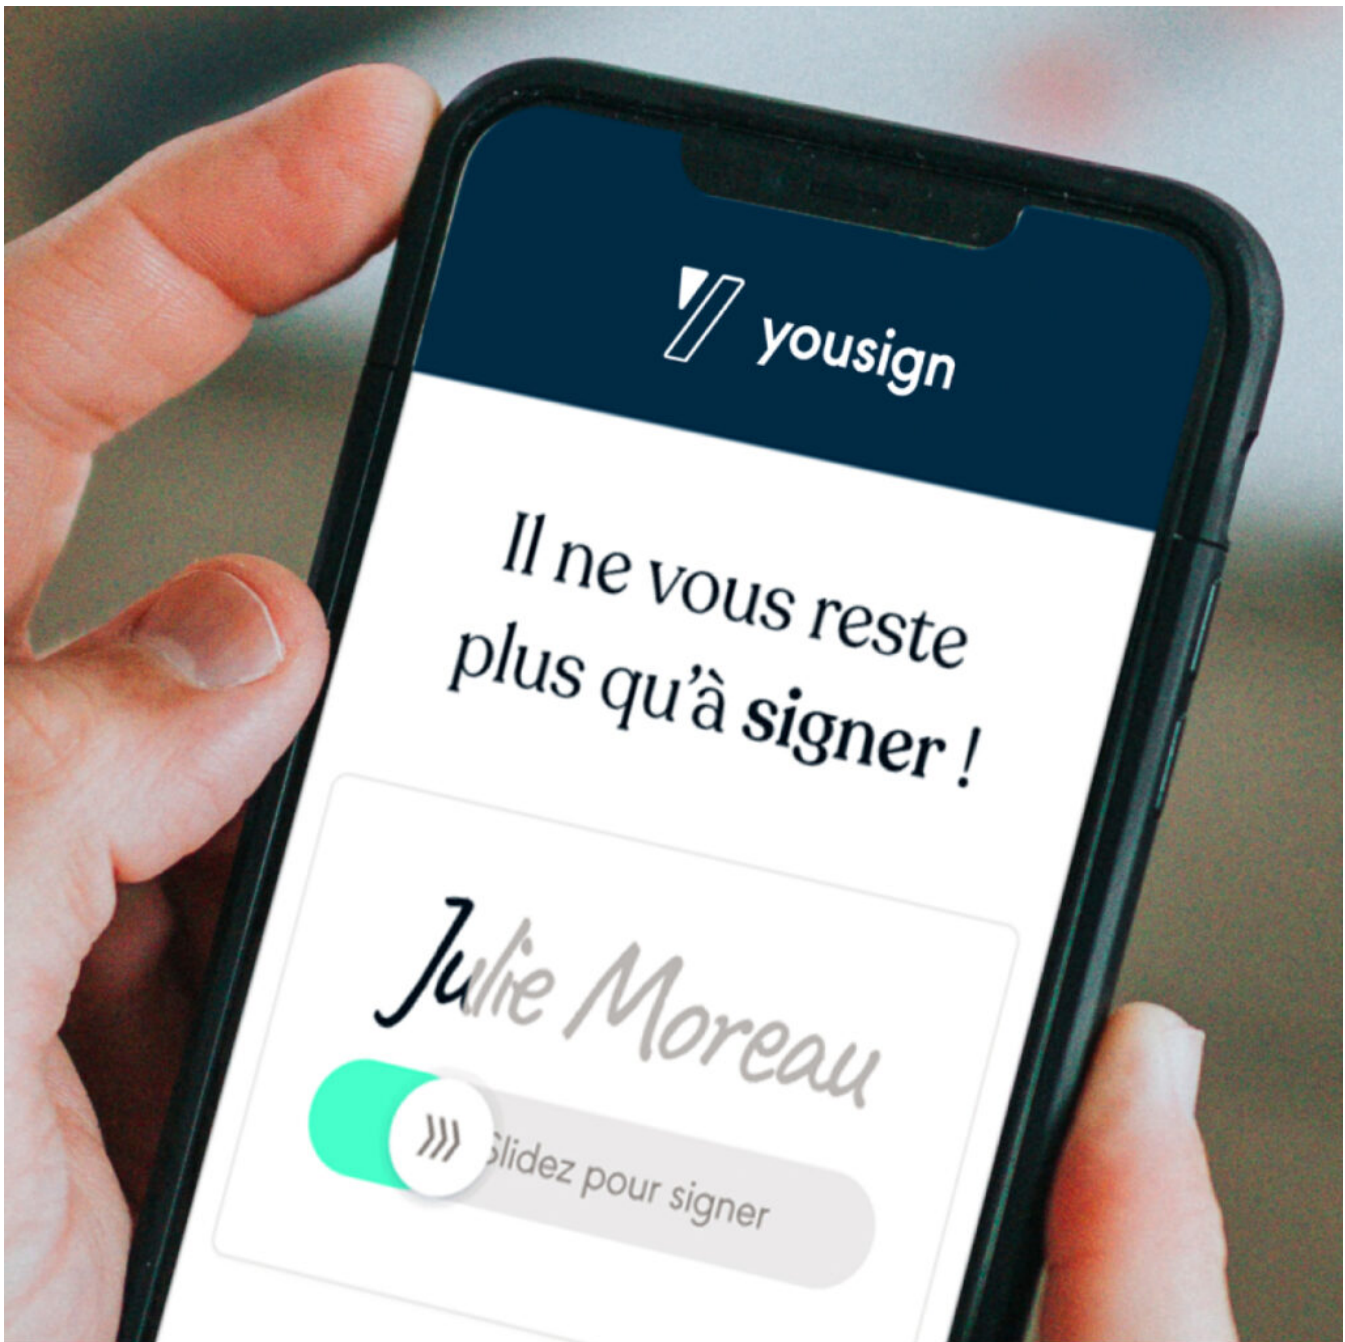 yousign
Il ne vous reste
plus qu’à signer !
Julie Moreau
Slidez pour signer